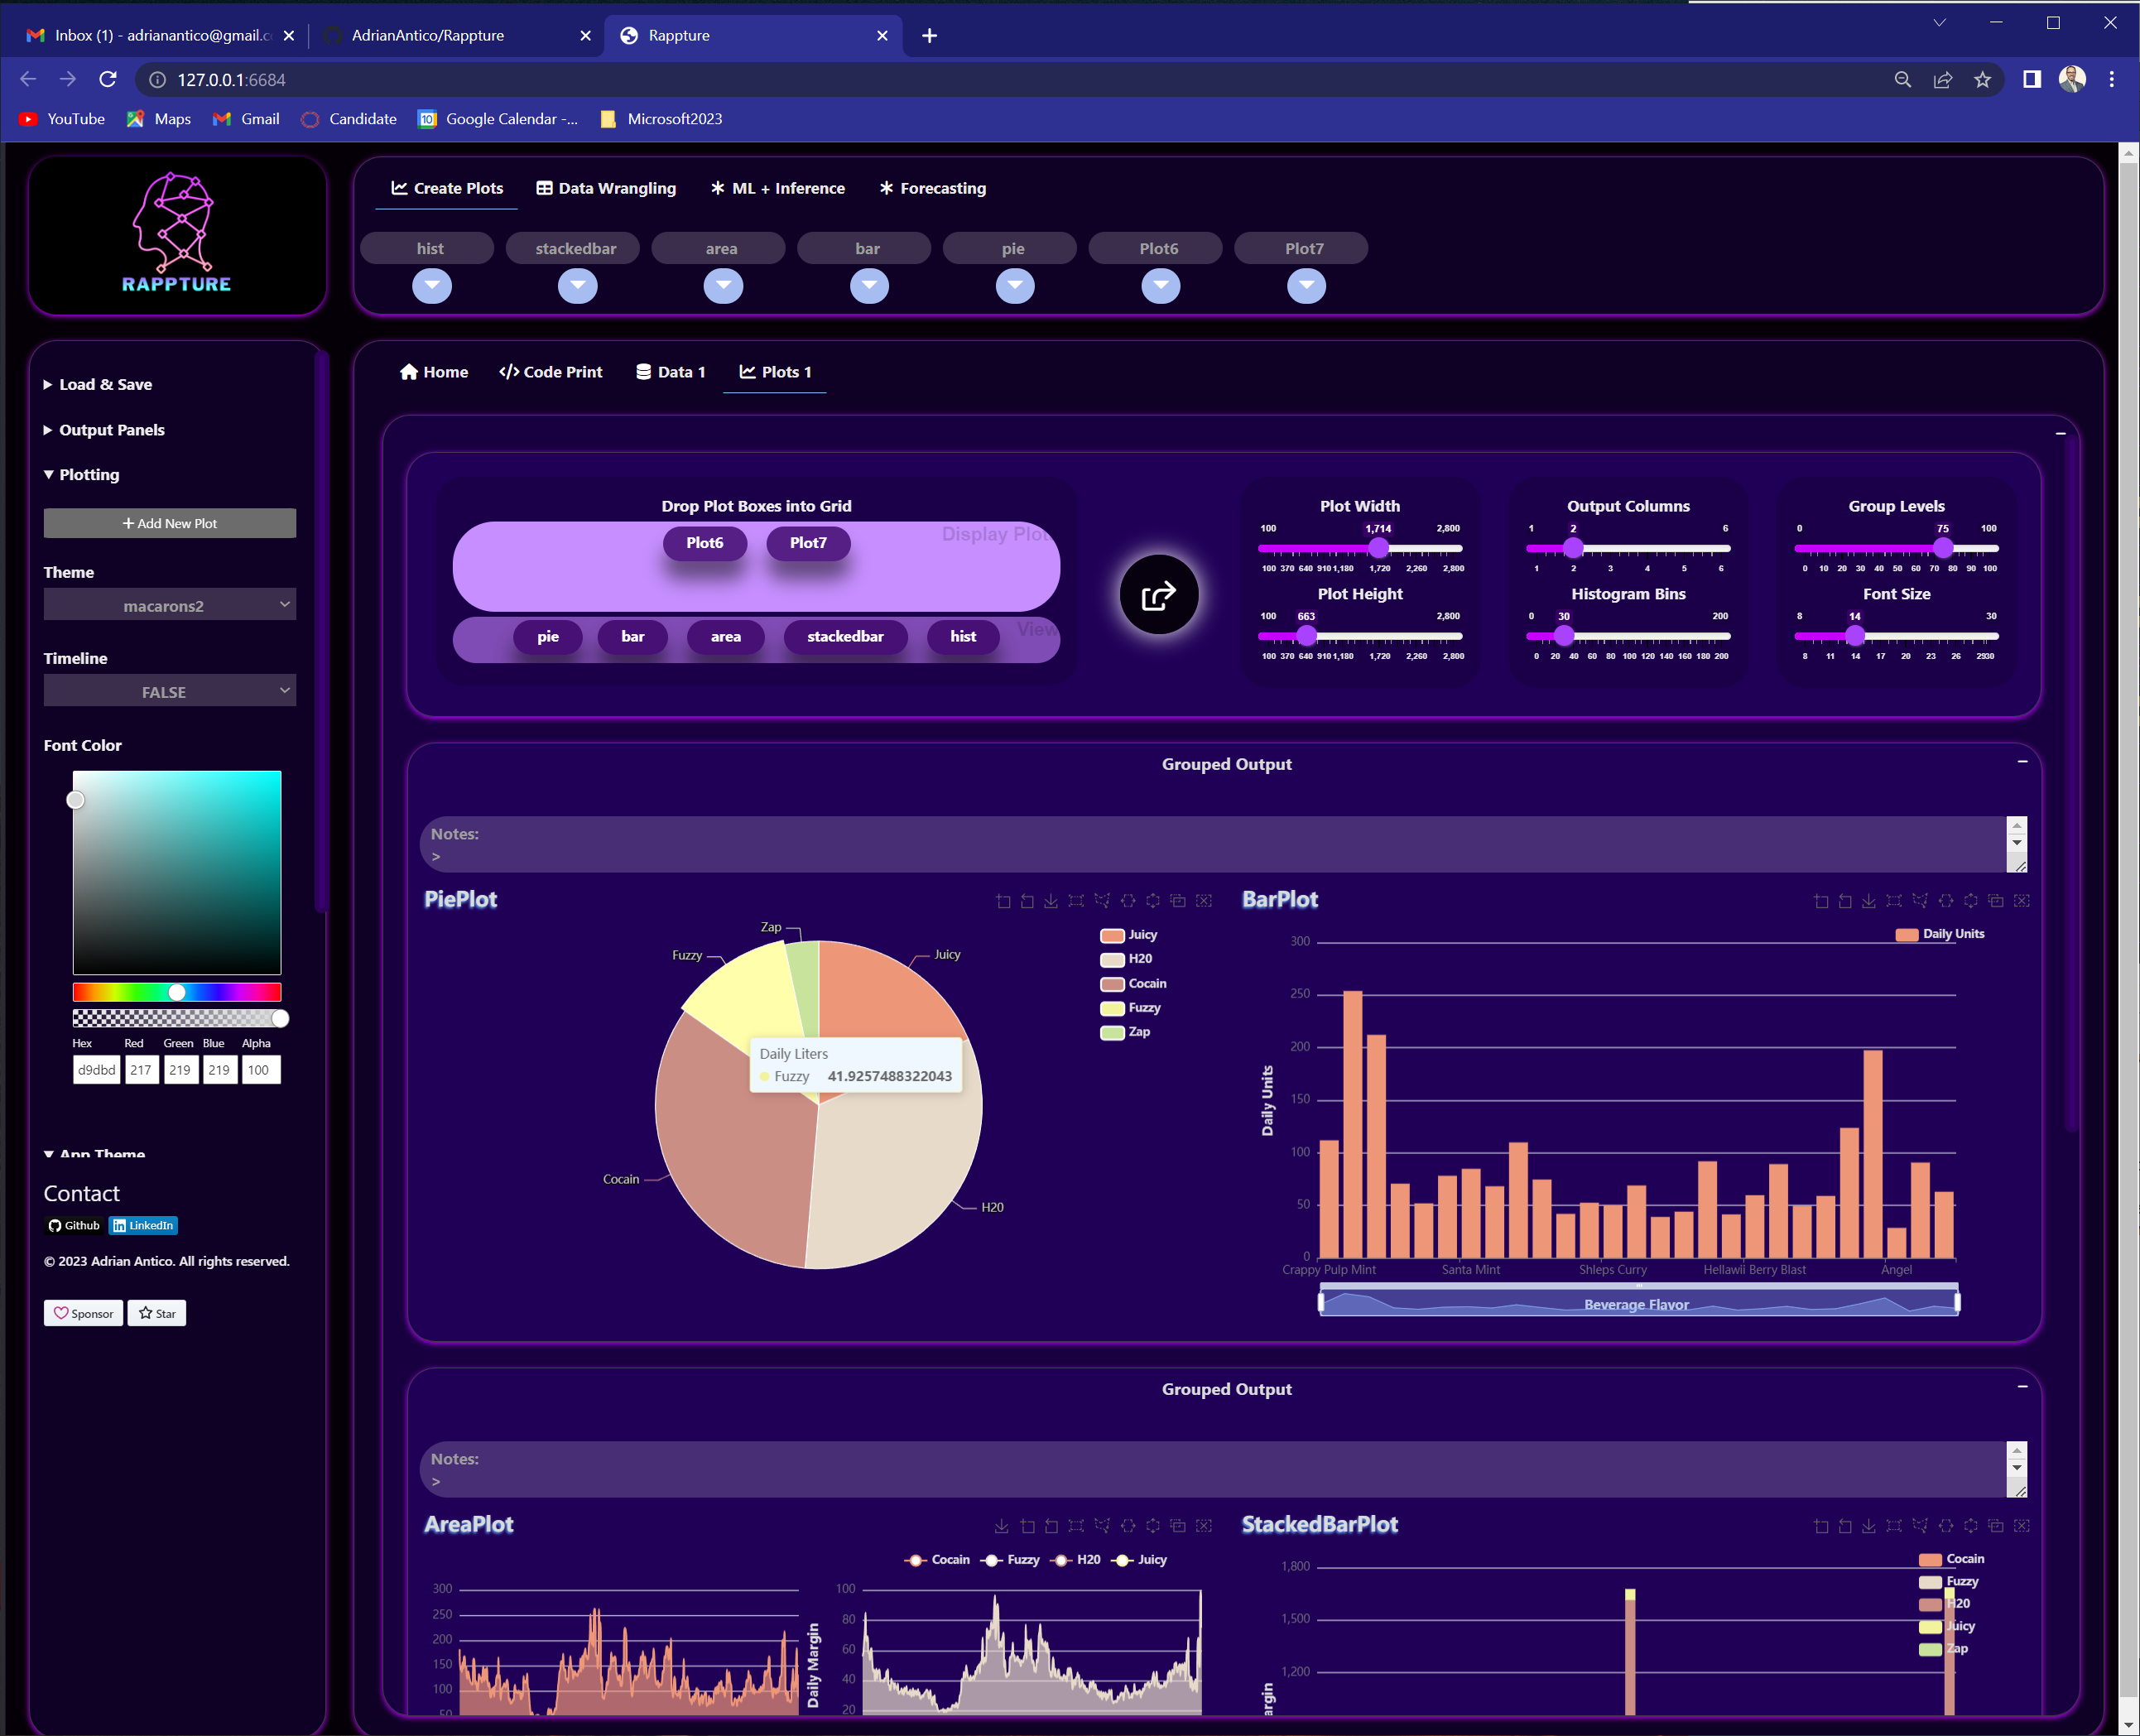 Inbox (1) - adrianantico@gmail.c
AdrianAntico/Rappture
Rappture
127.0.0.1:6684
YouTube
Maps
Gmail
Candidate
Google Calendar -...
Microsoft2023
RAPPTURE
Create Plots
Data Wrangling
ML + Inference
Forecasting
hist
stackedbar
area
bar
pie
Plot6
Plot7
Load & Save
Output Panels
Plotting
+ Add New Plot
Theme
macarons2
Timeline
FALSE
Font Color
Hex Red Green Blue Alpha
d9dbd 217 219 219 100
App Theme
Contact
Github
LinkedIn
© 2023 Adrian Antico. All rights reserved.
Sponsor
Star
Home
Code Print
Data 1
Plots 1
Drop Plot Boxes into Grid
Display Plot
Plot6
Plot7
View
pie
bar
area
stackedbar
hist
Plot Width
100 1,714 2,800
100 370 640 910 1,180 1,720 2,260 2,800
Plot Height
100 663 2,800
100 370 640 910 1,180 1,720 2,260 2,800
Output Columns
1 2 6
1 2 3 4 5 6
Histogram Bins
0 30 200
0 20 40 60 80 100 120 140 160 180 200
Group Levels
0 75 100
0 10 20 30 40 50 60 70 80 90 100
Font Size
8 14 30
8 11 14 17 20 23 26 29 30
Grouped Output
Notes:
>
PiePlot
Zap
Fuzzy
Juicy
Cocain
H20
Daily Liters
Fuzzy 41.9257488322043
Juicy
H20
Cocain
Fuzzy
Zap
BarPlot
Daily Units
300
250
200
150
100
50
0
Daily Units
Crappy Pulp Mint
Santa Mint
Shleps Curry
Hellawii Berry Blast
Angel
Beverage Flavor
Grouped Output
Notes:
>
AreaPlot
Cocain
Fuzzy
H20
Juicy
300
250
200
150
100
50
Daily Margin
100
80
60
40
20
StackedBarPlot
Cocain
Fuzzy
H20
Juicy
Zap
1,800
1,500
1,200
argin